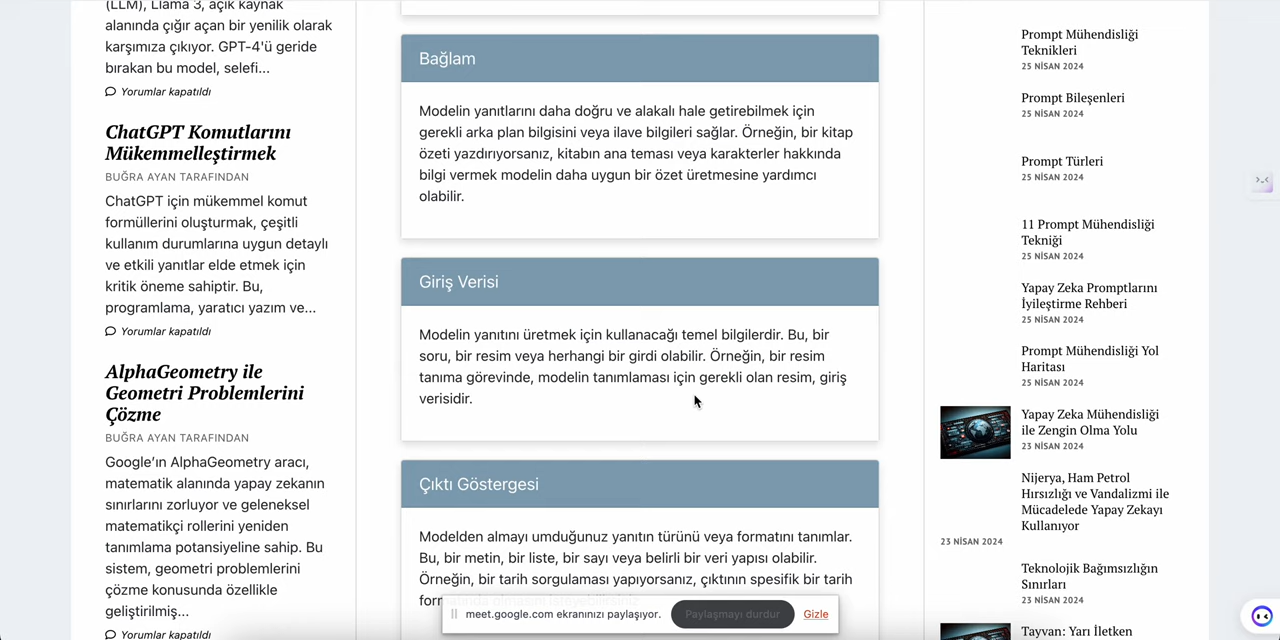 (LLM), Llama 3, açık kaynak
alanında çığır açan bir yenilik olarak
karşımıza çıkıyor. GPT-4'ü geride
bırakan bu model, selefi...
Yorumlar kapatıldı
ChatGPT Komutlarını
Mükemmelleştirmek
BUĞRA AYAN TARAFINDAN
ChatGPT için mükemmel komut
formüllerini oluşturmak, çeşitli
kullanım durumlarına uygun detaylı
ve etkili yanıtlar elde etmek için
kritik öneme sahiptir. Bu,
programlama, yaratıcı yazım ve...
Yorumlar kapatıldı
AlphaGeometry ile
Geometri Problemlerini
Çözme
BUĞRA AYAN TARAFINDAN
Google'ın AlphaGeometry aracı,
matematik alanında yapay zekanın
sınırlarını zorluyor ve geleneksel
matematikçi rollerini yeniden
tanımlama potansiyeline sahip. Bu
sistem, geometri problemlerini
çözme konusunda özellikle
geliştirilmiş...
Yorumlar kapatıldı
Bağlam
Modelin yanıtlarını daha doğru ve alakalı hale getirebilmek için
gerekli arka plan bilgisini veya ilave bilgileri sağlar. Örneğin, bir kitap
özeti yazdırıyorsanız, kitabın ana teması veya karakterler hakkında
bilgi vermek modelin daha uygun bir özet üretmesine yardımcı
olabilir.
Giriş Verisi
Modelin yanıtını üretmek için kullanacağı temel bilgilerdir. Bu, bir
soru, bir resim veya herhangi bir girdi olabilir. Örneğin, bir resim
tanıma görevinde, modelin tanımlaması için gerekli olan resim, giriş
verisidir.
Çıktı Göstergesi
Modelden almayı umduğunuz yanıtın türünü veya formatını tanımlar.
Bu, bir metin, bir liste, bir sayı veya belirli bir veri yapısı olabilir.
Örneğin, bir tarih sorgulaması yapıyorsanız, çıktının spesifik bir tarih
meet.google.com ekranınızı paylaşıyor.
Paylaşmayı durdur
Gizle
Prompt Mühendisliği
Teknikleri
25 NİSAN 2024
Prompt Bileşenleri
25 NİSAN 2024
Prompt Türleri
25 NİSAN 2024
11 Prompt Mühendisliği
Tekniği
25 NİSAN 2024
Yapay Zeka Promptlarını
İyileştirme Rehberi
25 NİSAN 2024
Prompt Mühendisliği Yol
Haritası
25 NİSAN 2024
Yapay Zeka Mühendisliği
ile Zengin Olma Yolu
23 NİSAN 2024
Nijerya, Ham Petrol
Hırsızlığı ve Vandalizmi ile
Mücadelede Yapay Zekayı
Kullanıyor
23 NİSAN 2024
Teknolojik Bağımsızlığın
Sınırları
23 NİSAN 2024
Tayvan: Yarı İletken